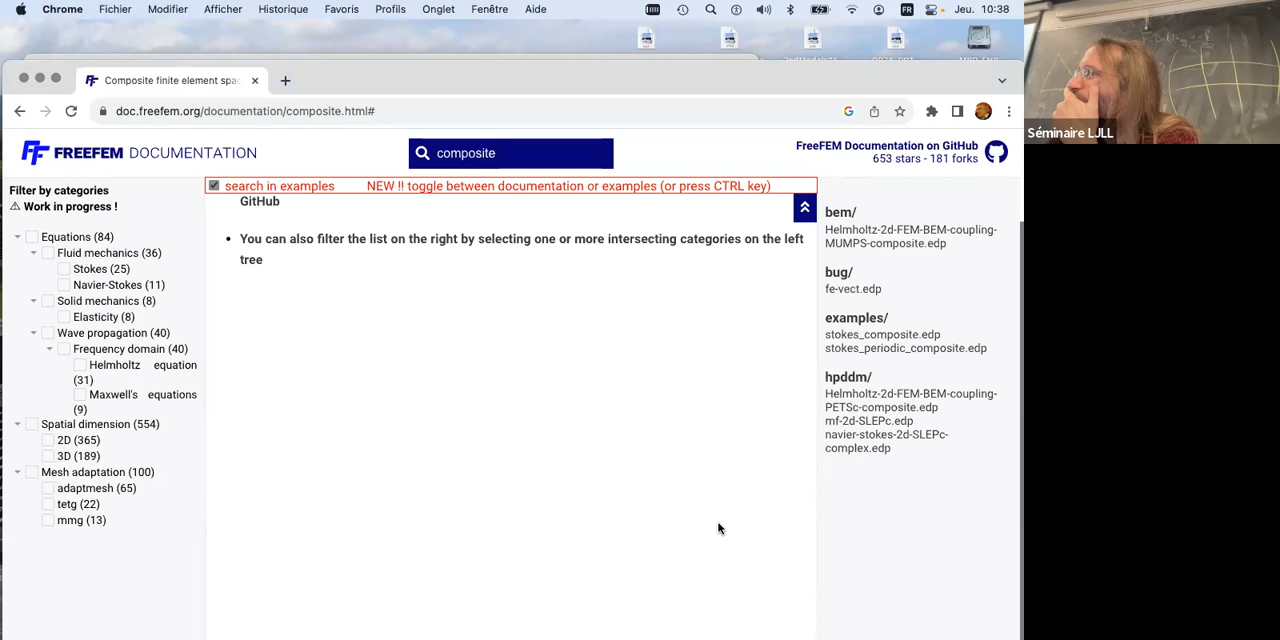 Chrome Fichier Modifier Afficher Historique Favoris Profils Onglet Fenêtre Aide FR Jeu. 10:38
Composite finite element spa
doc.freefem.org/documentation/composite.html#
FREEFEM DOCUMENTATION
composite
FreeFEM Documentation on GitHub
653 stars - 181 forks
Séminaire LJLL
Filter by categories
⚠ Work in progress !
Equations (84)
Fluid mechanics (36)
Stokes (25)
Navier-Stokes (11)
Solid mechanics (8)
Elasticity (8)
Wave propagation (40)
Frequency domain (40)
Helmholtz equation
(31)
Maxwell's equations
(9)
Spatial dimension (554)
2D (365)
3D (189)
Mesh adaptation (100)
adaptmesh (65)
tetg (22)
mmg (13)
search in examples NEW !! toggle between documentation or examples (or press CTRL key)
GitHub
• You can also filter the list on the right by selecting one or more intersecting categories on the left
tree
bem/
Helmholtz-2d-FEM-BEM-coupling-
MUMPS-composite.edp
bug/
fe-vect.edp
examples/
stokes_composite.edp
stokes_periodic_composite.edp
hpddm/
Helmholtz-2d-FEM-BEM-coupling-
PETSc-composite.edp
mf-2d-SLEPc.edp
navier-stokes-2d-SLEPc-
complex.edp